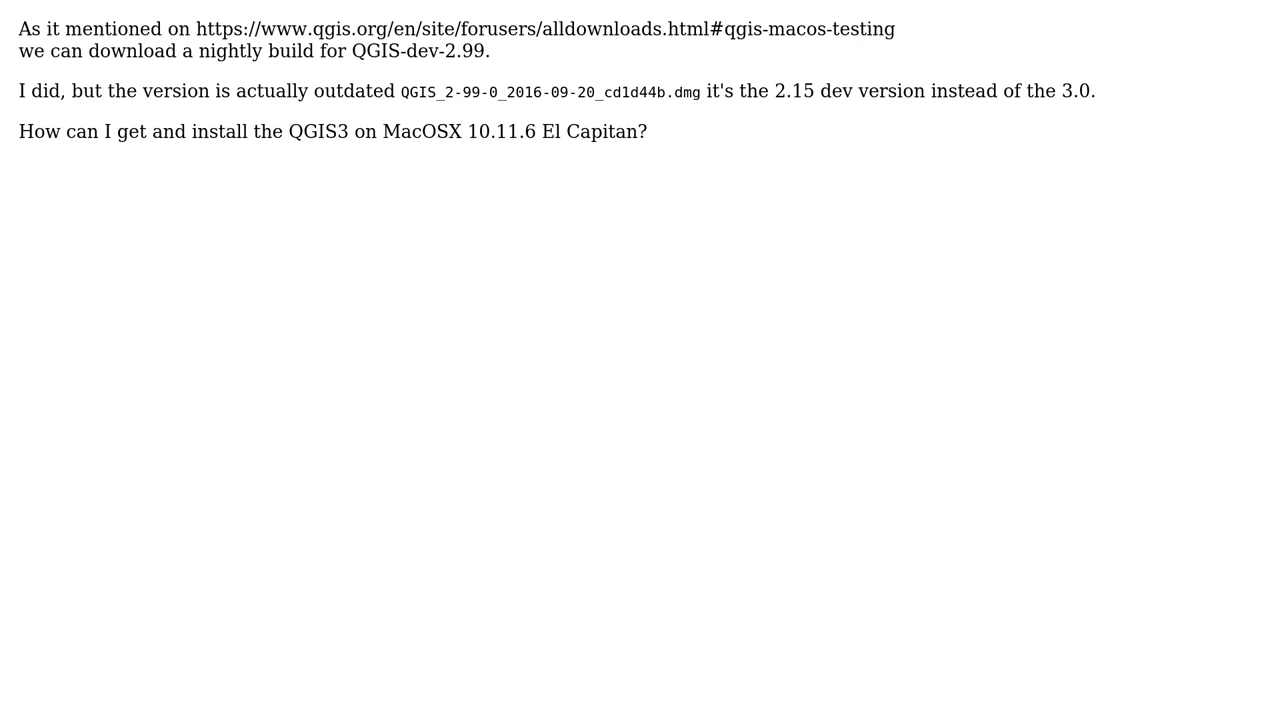 As it mentioned on https://www.qgis.org/en/site/forusers/alldownloads.html#qgis-macos-testing
we can download a nightly build for QGIS-dev-2.99.
I did, but the version is actually outdated QGIS_2-99-0_2016-09-20_cd1d44b.dmg it's the 2.15 dev version instead of the 3.0.
How can I get and install the QGIS3 on MacOSX 10.11.6 El Capitan?